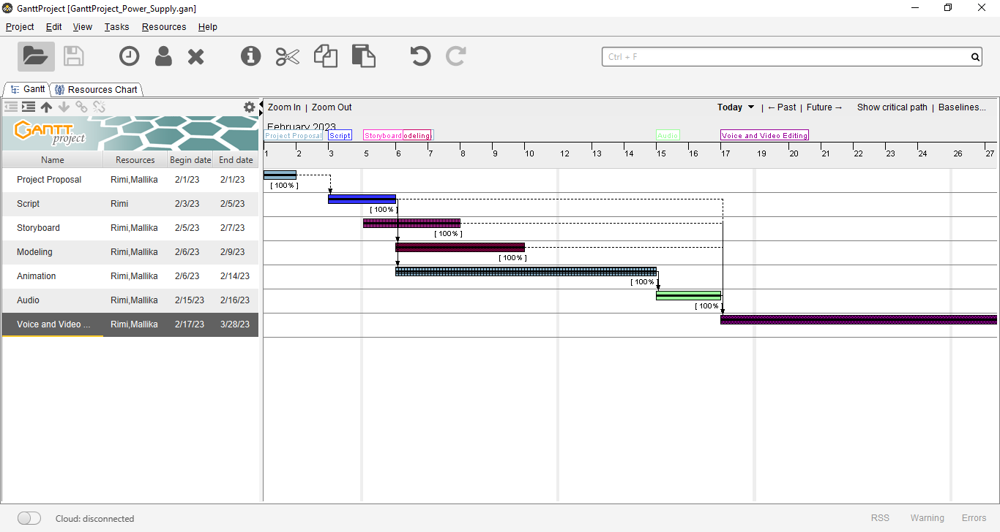 GanttProject [GanttProject_Power_Supply.gan]
Project Edit View Tasks Resources Help
Ctrl + F
Gantt Resources Chart
Zoom In | Zoom Out Today | ←Past | Future→ Show critical path | Baselines...
GANTT project
February 2023
Project Proposal Script Storyboard odeling Audio Voice and Video Editing
Name Resources Begin date End date
1 2 3 5 6 7 8 9 10 12 13 14 15 16 17 19 20 21 22 23 24 26 27
Project Proposal Rimi,Mallika 2/1/23 2/1/23
[ 100% ]
Script Rimi 2/3/23 2/5/23
[ 100% ]
Storyboard Rimi,Mallika 2/5/23 2/7/23
[ 100% ]
Modeling Rimi,Mallika 2/6/23 2/9/23
[ 100% ]
Animation Rimi,Mallika 2/6/23 2/14/23
[ 100% ]
Audio Rimi,Mallika 2/15/23 2/16/23
[ 100% ]
Voice and Video ... Rimi,Mallika 2/17/23 3/28/23
Cloud: disconnected RSS Warning Errors